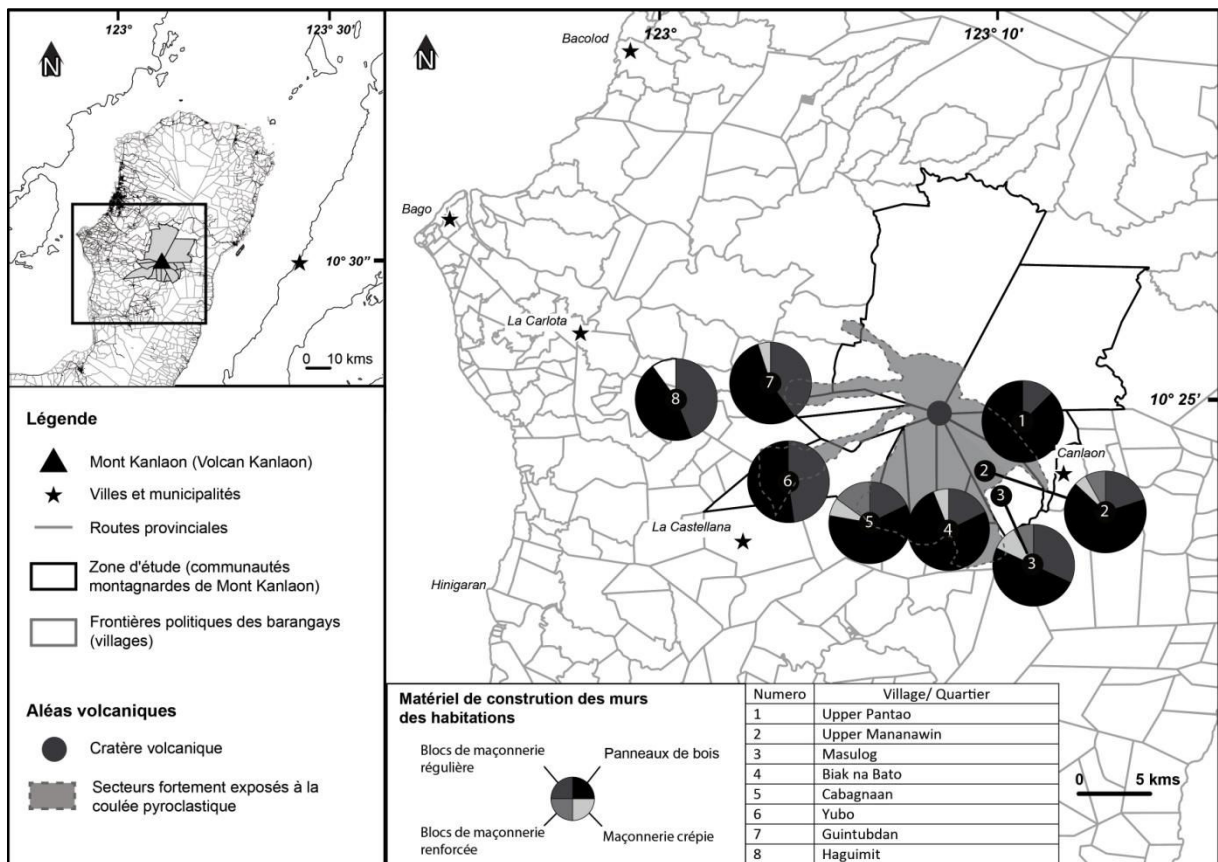 123°
123° 30'
N
10° 30''
0 10 kms
Légende
Mont Kanlaon (Volcan Kanlaon)
Villes et municipalités
Routes provinciales
Zone d'étude (communautés
montagnardes de Mont Kanlaon)
Frontières politiques des barangays
(villages)
Aléas volcaniques
Cratère volcanique
Secteurs fortement exposés à la
coulée pyroclastique
123°
123° 10'
N
Bacolod
Bago
La Carlota
10° 25'
7
8
1
Canlaon
2
6
3
2
5
4
La Castellana
3
Hinigaran
Matériel de constrution des murs
des habitations
Blocs de maçonnerie
régulière
Panneaux de bois
Blocs de maçonnerie
renforcée
Maçonnerie crépie
Numero Village/ Quartier
1 Upper Pantao
2 Upper Mananawin
3 Masulog
4 Biak na Bato
5 Cabagnaan
6 Yubo
7 Guintubdan
8 Haguimit
0 5 kms